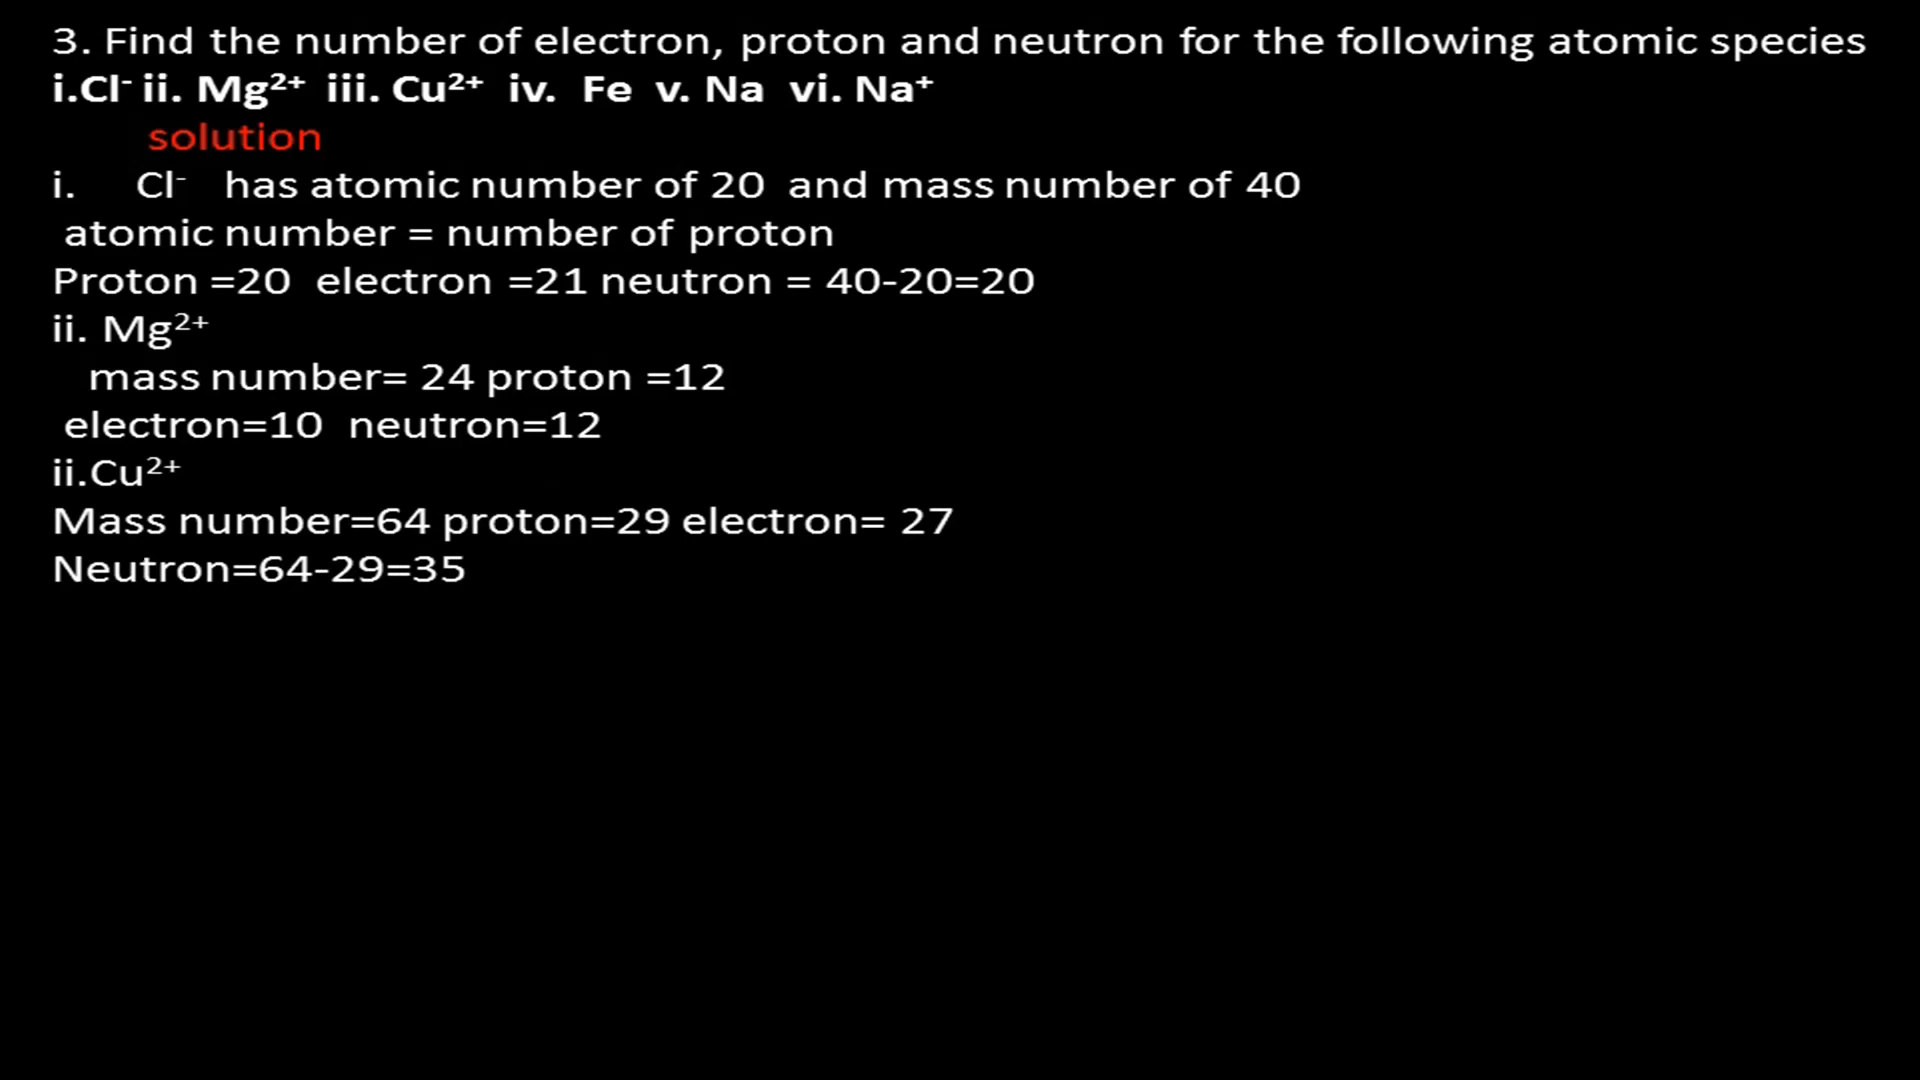 3. Find the number of electron, proton and neutron for the following atomic species
i.Cl⁻ ii. Mg²⁺ iii. Cu²⁺ iv. Fe v. Na vi. Na⁺
solution
i. Cl⁻ has atomic number of 20 and mass number of 40
atomic number = number of proton
Proton =20 electron =21 neutron = 40-20=20
ii. Mg²⁺
mass number= 24 proton =12
electron=10 neutron=12
ii.Cu²⁺
Mass number=64 proton=29 electron= 27
Neutron=64-29=35